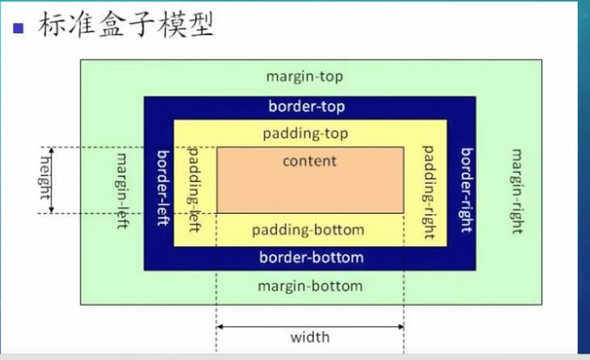 标准盒子模型
margin-top
border-top
padding-top
content
height
margin-left
border-left
padding-left
padding-right
border-right
margin-right
padding-bottom
border-bottom
margin-bottom
width